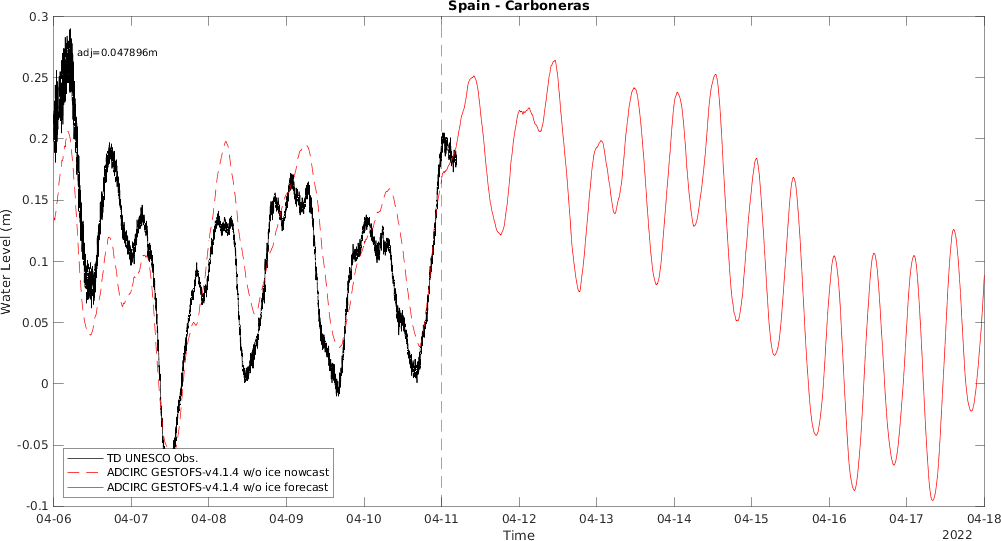 Spain - Carboneras
adj=0.047896m
Water Level (m)
0.3
0.25
0.2
0.15
0.1
0.05
0
-0.05
-0.1
TD UNESCO Obs.
ADCIRC GESTOFS-v4.1.4 w/o ice nowcast
ADCIRC GESTOFS-v4.1.4 w/o ice forecast
04-06 04-07 04-08 04-09 04-10 04-11 04-12 04-13 04-14 04-15 04-16 04-17 04-18
Time
2022